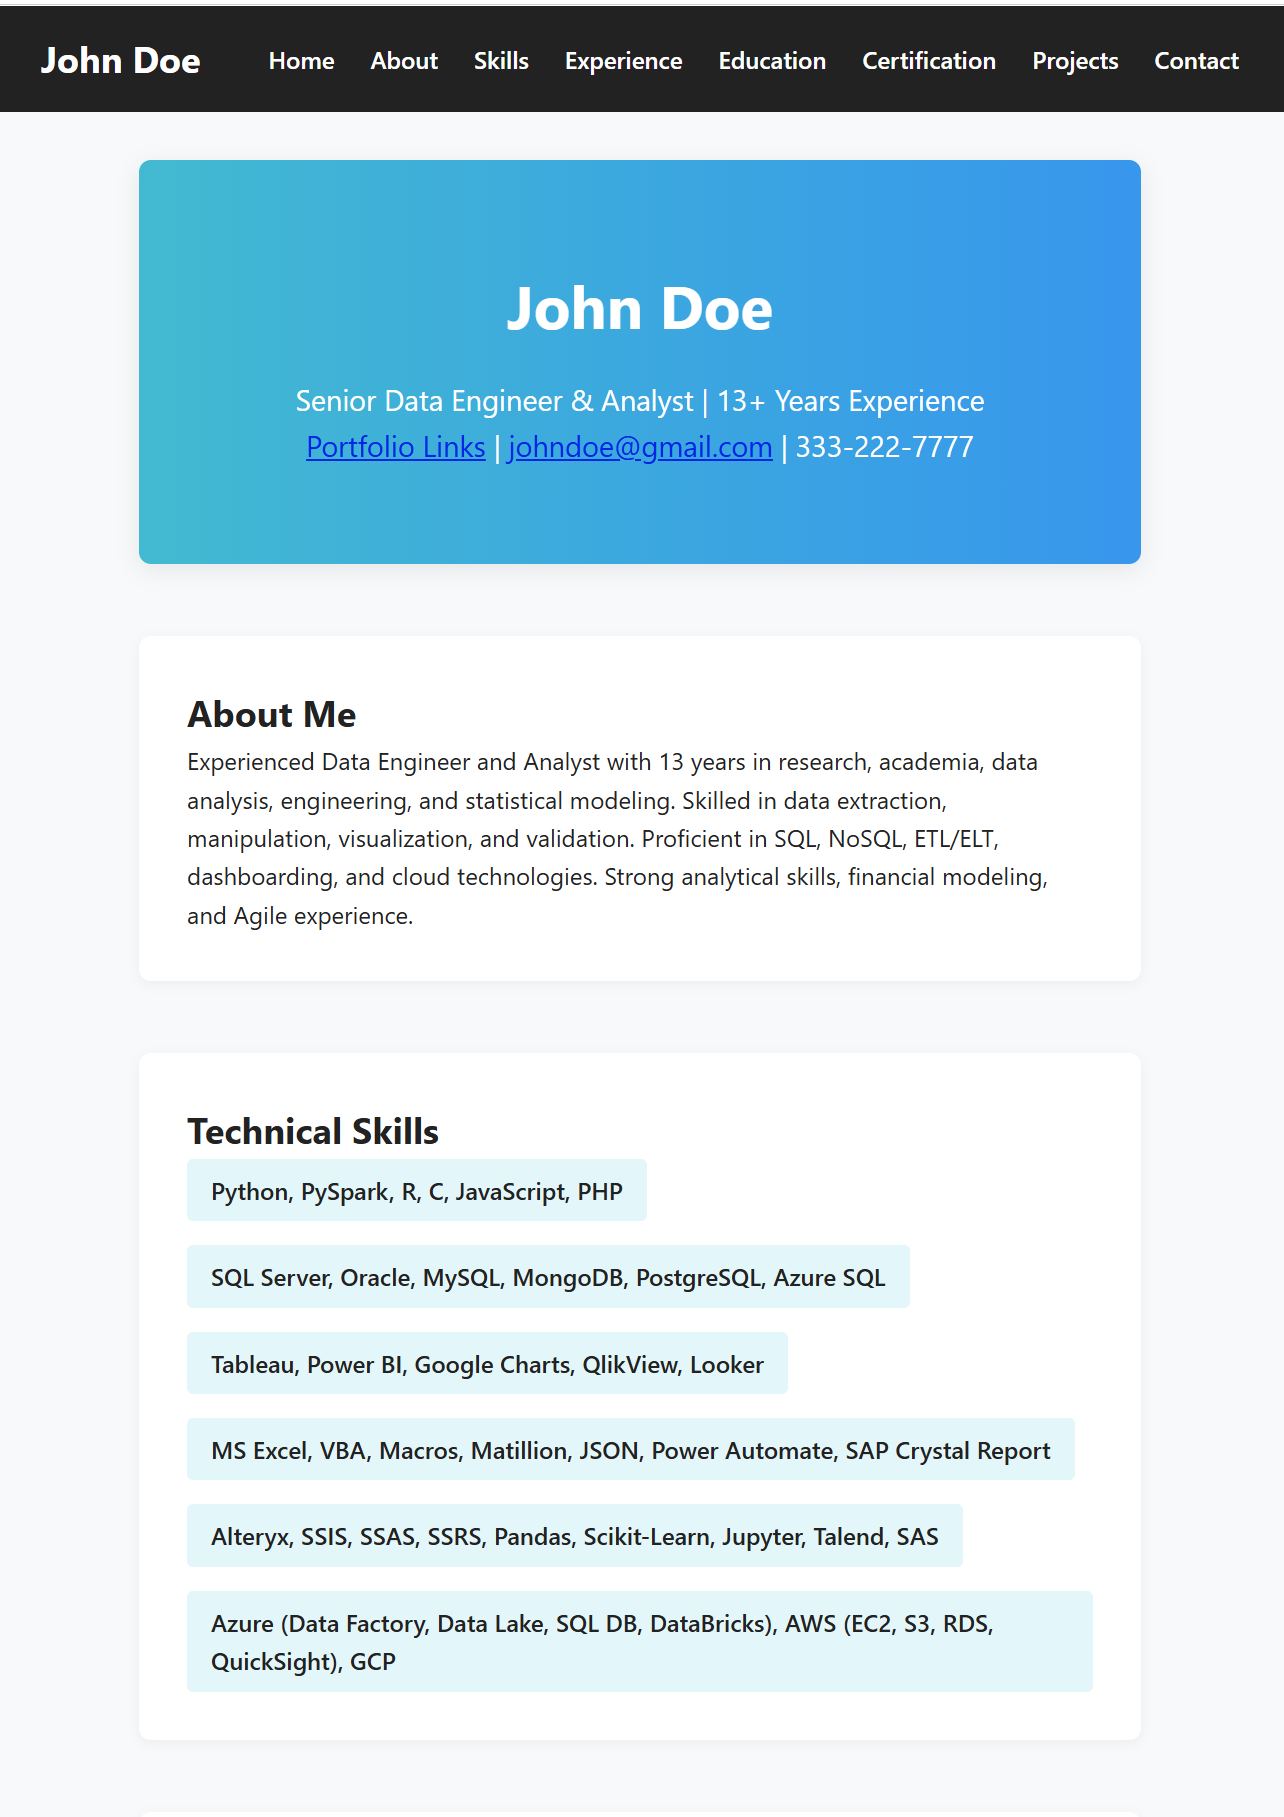 John Doe Home About Skills Experience Education Certification Projects Contact
John Doe
Senior Data Engineer & Analyst | 13+ Years Experience
Portfolio Links | johndoe@gmail.com | 333-222-7777
About Me
Experienced Data Engineer and Analyst with 13 years in research, academia, data
analysis, engineering, and statistical modeling. Skilled in data extraction,
manipulation, visualization, and validation. Proficient in SQL, NoSQL, ETL/ELT,
dashboarding, and cloud technologies. Strong analytical skills, financial modeling,
and Agile experience.
Technical Skills
Python, PySpark, R, C, JavaScript, PHP
SQL Server, Oracle, MySQL, MongoDB, PostgreSQL, Azure SQL
Tableau, Power BI, Google Charts, QlikView, Looker
MS Excel, VBA, Macros, Matillion, JSON, Power Automate, SAP Crystal Report
Alteryx, SSIS, SSAS, SSRS, Pandas, Scikit-Learn, Jupyter, Talend, SAS
Azure (Data Factory, Data Lake, SQL DB, DataBricks), AWS (EC2, S3, RDS,
QuickSight), GCP